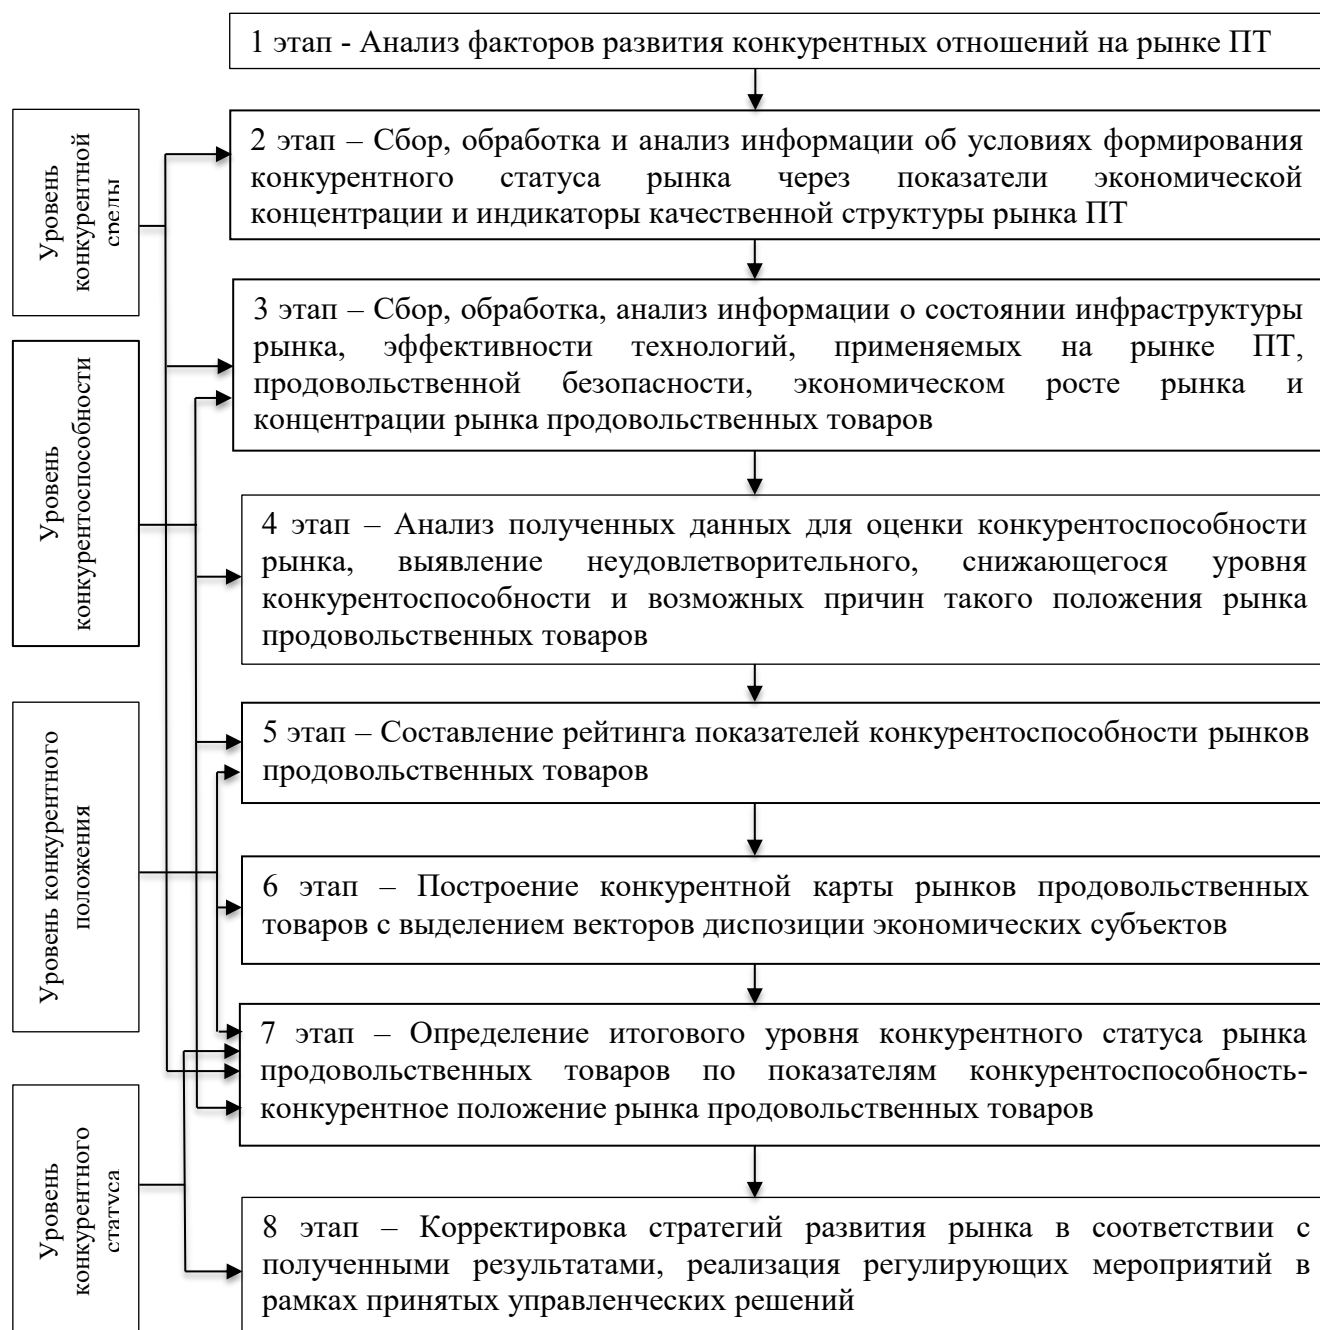 1 этап - Анализ факторов развития конкурентных отношений на рынке ПТ
Уровень
конкурентной
среды
2 этап – Сбор, обработка и анализ информации об условиях формирования
конкурентного статуса рынка через показатели экономической
концентрации и индикаторы качественной структуры рынка ПТ
3 этап – Сбор, обработка, анализ информации о состоянии инфраструктуры
рынка, эффективности технологий, применяемых на рынке ПТ,
продовольственной безопасности, экономическом росте рынка и
концентрации рынка продовольственных товаров
Уровень
конкурентоспособности
4 этап – Анализ полученных данных для оценки конкурентоспособности
рынка, выявление неудовлетворительного, снижающегося уровня
конкурентоспособности и возможных причин такого положения рынка
продовольственных товаров
Уровень конкурентного
положения
5 этап – Составление рейтинга показателей конкурентоспособности рынков
продовольственных товаров
6 этап – Построение конкурентной карты рынков продовольственных
товаров с выделением векторов диспозиции экономических субъектов
7 этап – Определение итогового уровня конкурентного статуса рынка
продовольственных товаров по показателям конкурентоспособность-
конкурентное положение рынка продовольственных товаров
Уровень
конкурентного
статуса
8 этап – Корректировка стратегий развития рынка в соответствии с
полученными результатами, реализация регулирующих мероприятий в
рамках принятых управленческих решений